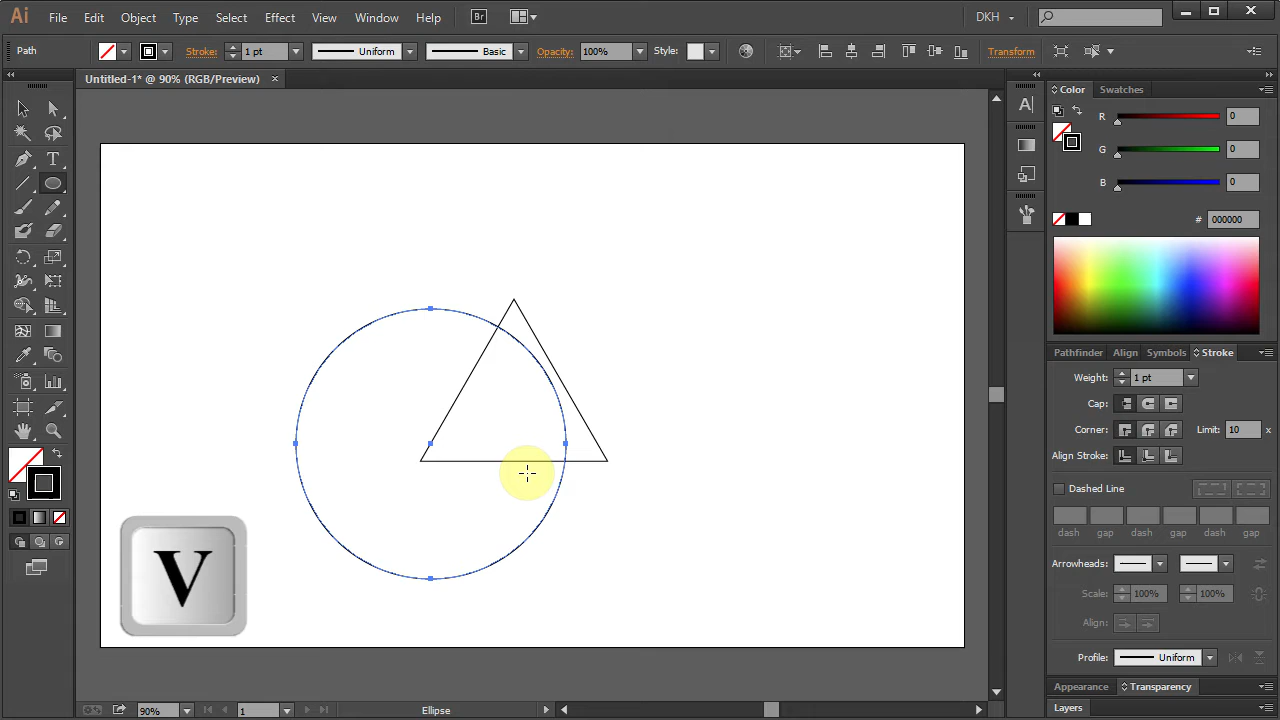 Ai File Edit Object Type Select Effect View Window Help Br DKH
Path Stroke: 1 pt Uniform Basic Opacity: 100% Style: Transform
Untitled-1* @ 90% (RGB/Preview)
Color Swatches
R 0
G 0
B 0
# 000000
Pathfinder Align Symbols Stroke
Weight: 1 pt
Cap:
Corner: Limit: 10
Align Stroke:
Dashed Line
dash gap dash gap dash gap
Arrowheads:
Scale: 100% 100%
Align:
Profile: Uniform
Appearance Transparency
Layers
A
T
V
90% 1 Ellipse